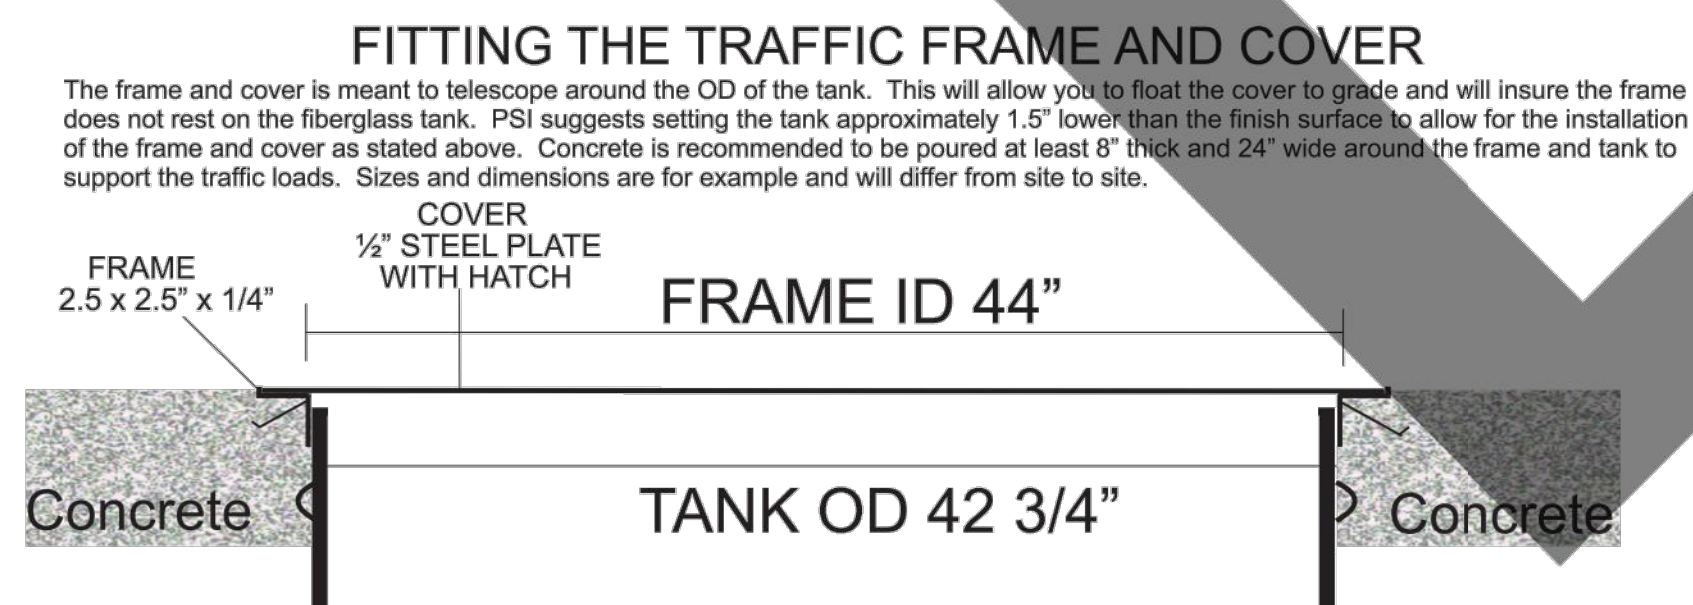 FITTING THE TRAFFIC FRAME AND COVER
The frame and cover is meant to telescope around the OD of the tank.  This will allow you to float the cover to grade and will insure the frame
does not rest on the fiberglass tank.  PSI suggests setting the tank approximately 1.5” lower than the finish surface to allow for the installation
of the frame and cover as stated above.  Concrete is recommended to be poured at least 8” thick and 24” wide around the frame and tank to
support the traffic loads.  Sizes and dimensions are for example and will differ from site to site.
COVER
½” STEEL PLATE
WITH HATCH
FRAME
2.5 x 2.5” x 1/4”
FRAME ID 44”
Concrete
TANK OD 42 3/4”
Concrete